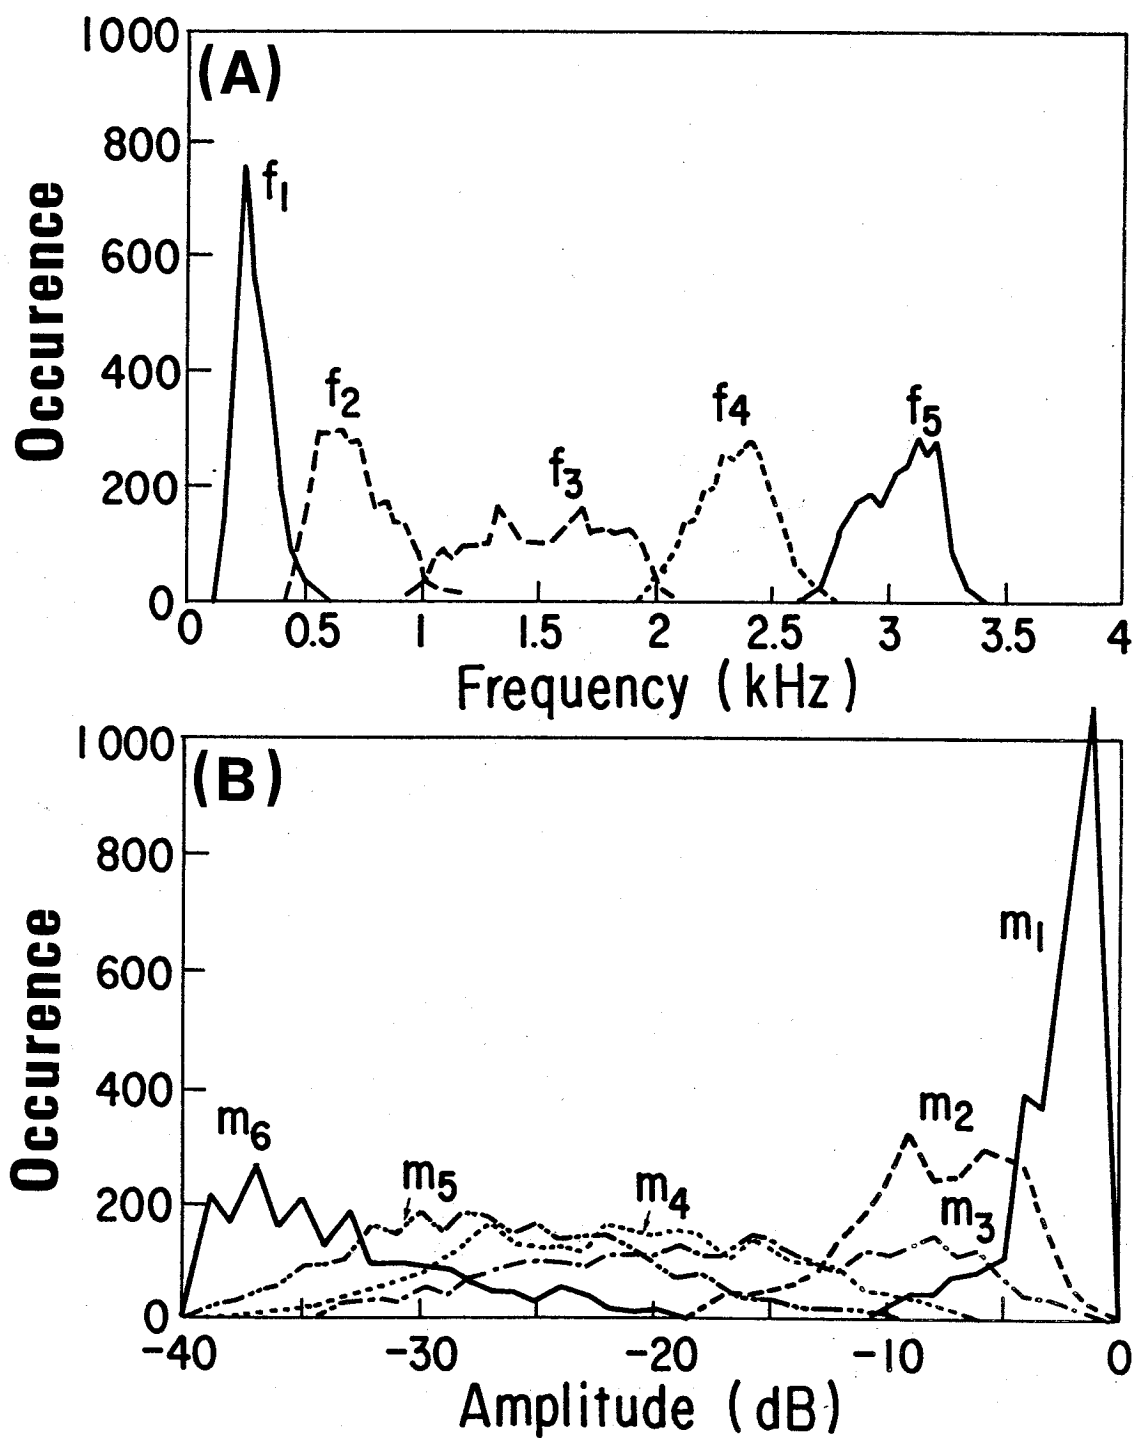 1000
(A)
800
600
400
200
0
Occurence
f1
f2
f3
f4
f5
0 0.5 1 1.5 2 2.5 3 3.5 4
Frequency (kHz)
1000
(B)
800
600
400
200
0
Occurence
m1
m2
m3
m4
m5
m6
-40 -30 -20 -10 0
Amplitude (dB)